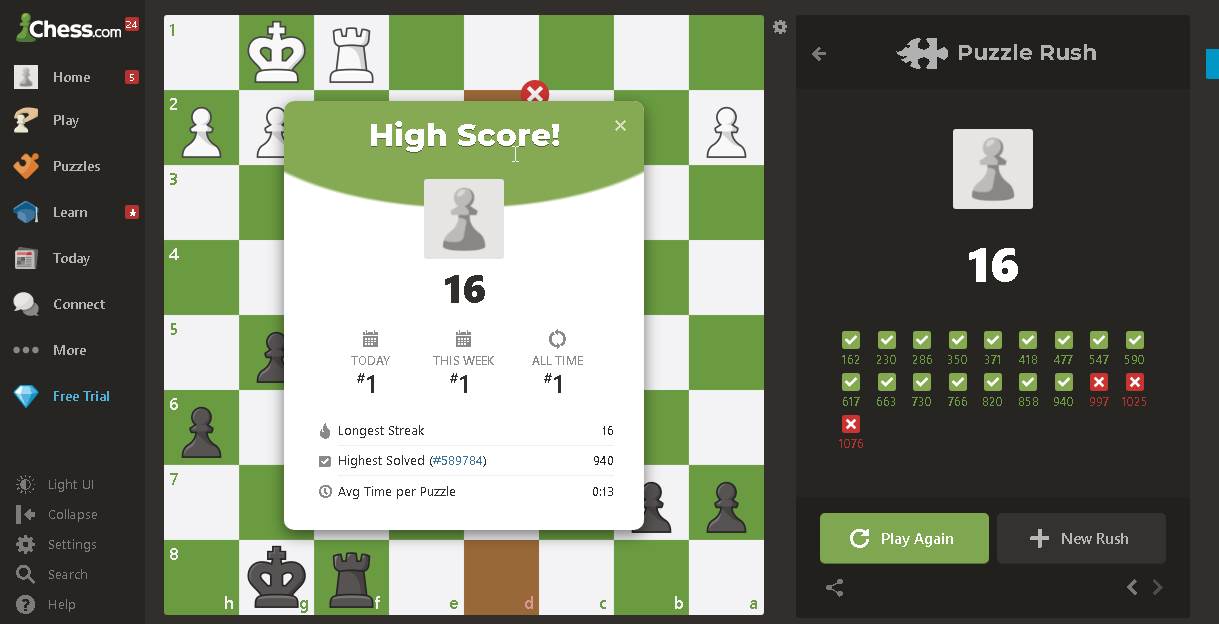 Chess.com
24
Home
5
Play
Puzzles
Learn
Today
Connect
More
Free Trial
Light UI
Collapse
Settings
Search
Help
1
2
3
4
5
6
7
8
h
g
f
e
d
c
b
a
High Score!
16
TODAY
THIS WEEK
ALL TIME
#1
#1
#1
Longest Streak 16
Highest Solved (#589784) 940
Avg Time per Puzzle 0:13
Puzzle Rush
16
162 230 286 350 371 418 477 547 590
617 663 730 766 820 858 940 997 1025
1076
Play Again
New Rush